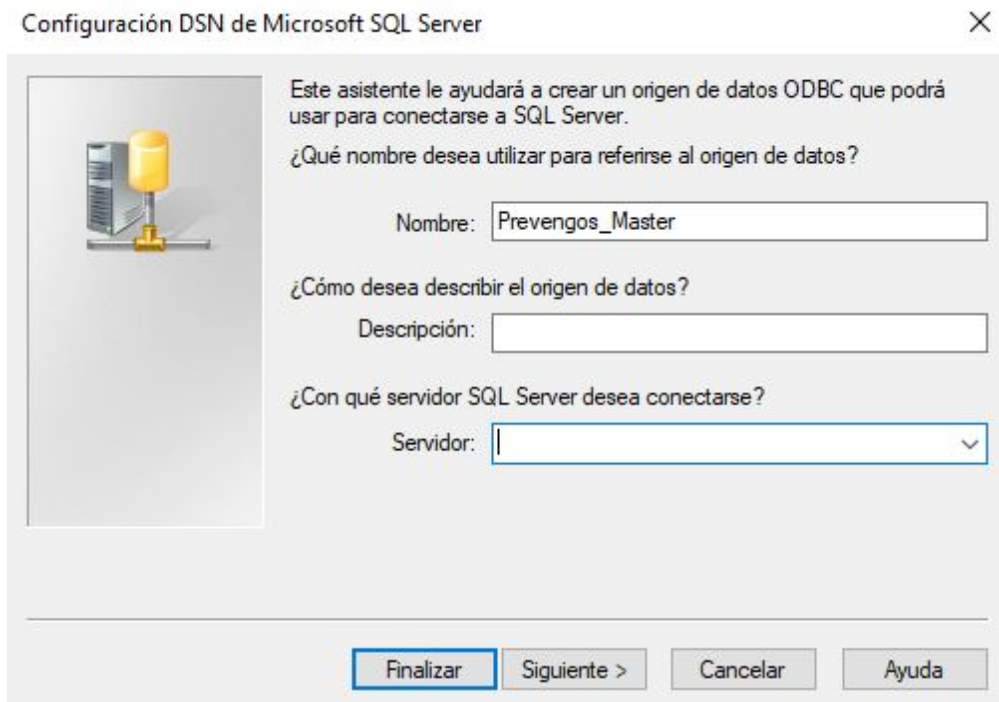 Configuración DSN de Microsoft SQL Server
Este asistente le ayudará a crear un origen de datos ODBC que podrá
usar para conectarse a SQL Server.
¿Qué nombre desea utilizar para referirse al origen de datos?
Nombre: Prevengos_Master
¿Cómo desea describir el origen de datos?
Descripción:
¿Con qué servidor SQL Server desea conectarse?
Servidor:
Finalizar Siguiente > Cancelar Ayuda